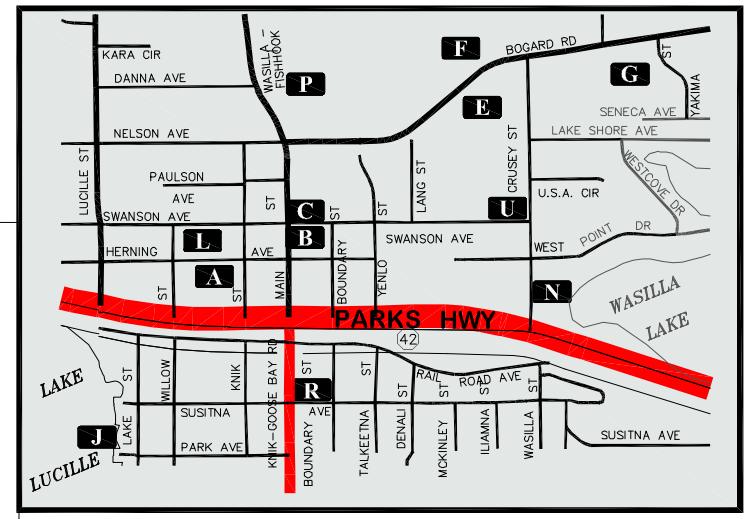 F
BOGARD RD
WASILLA -
FISHHOOK
KARA CIR
G
ST
DANNA AVE
P
YAKIMA
E
SENECA AVE
NELSON AVE
LAKE SHORE AVE
LUCILLE ST
CRUSEY ST
WESTCOVE DR
PAULSON
AVE
LANG ST
U.S.A. CIR
ST
C
ST
ST
U
SWANSON AVE
POINT
DR
L
B
SWANSON AVE
HERNING
AVE
WEST
A
MAIN
BOUNDARY
YENLO
N
WASILLA
LAKE
ST
ST
PARKS HWY
42
LAKE
ST
WILLOW
KNIK
KNIK-GOOSE BAY RD
ST
R
RAIL
ROAD AVE
ST
ST
ST
ST
ST
SUSITNA
AVE
J
LAKE
PARK AVE
BOUNDARY
TALKEETNA
DENALI
MCKINLEY
ILIAMNA
WASILLA
SUSITNA AVE
LUCILLE